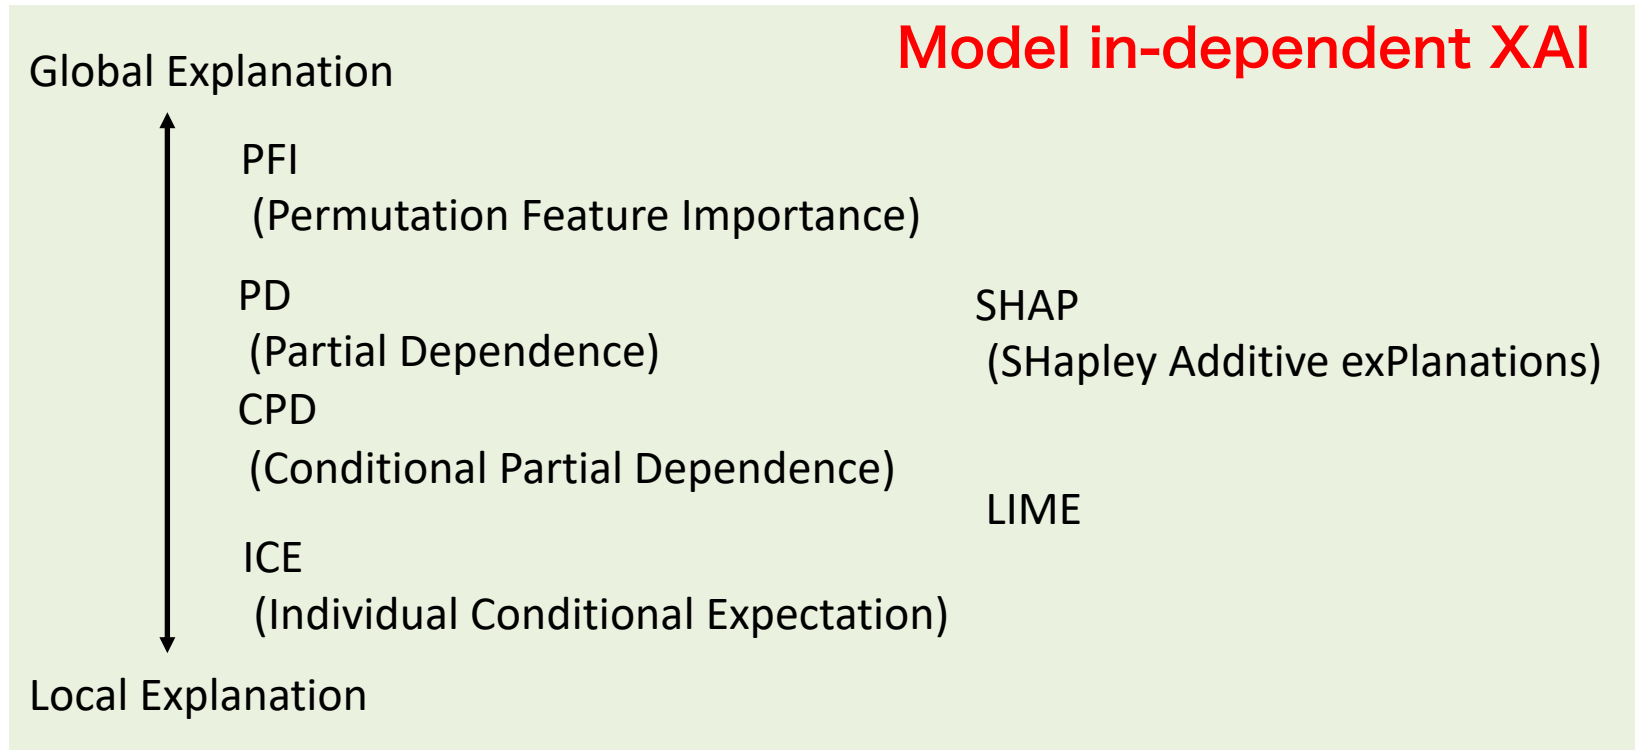 Model in-dependent XAI
Global Explanation
PFI
(Permutation Feature Importance)
PD
(Partial Dependence)
CPD
(Conditional Partial Dependence)
ICE
(Individual Conditional Expectation)
SHAP
(SHapley Additive exPlanations)
LIME
Local Explanation